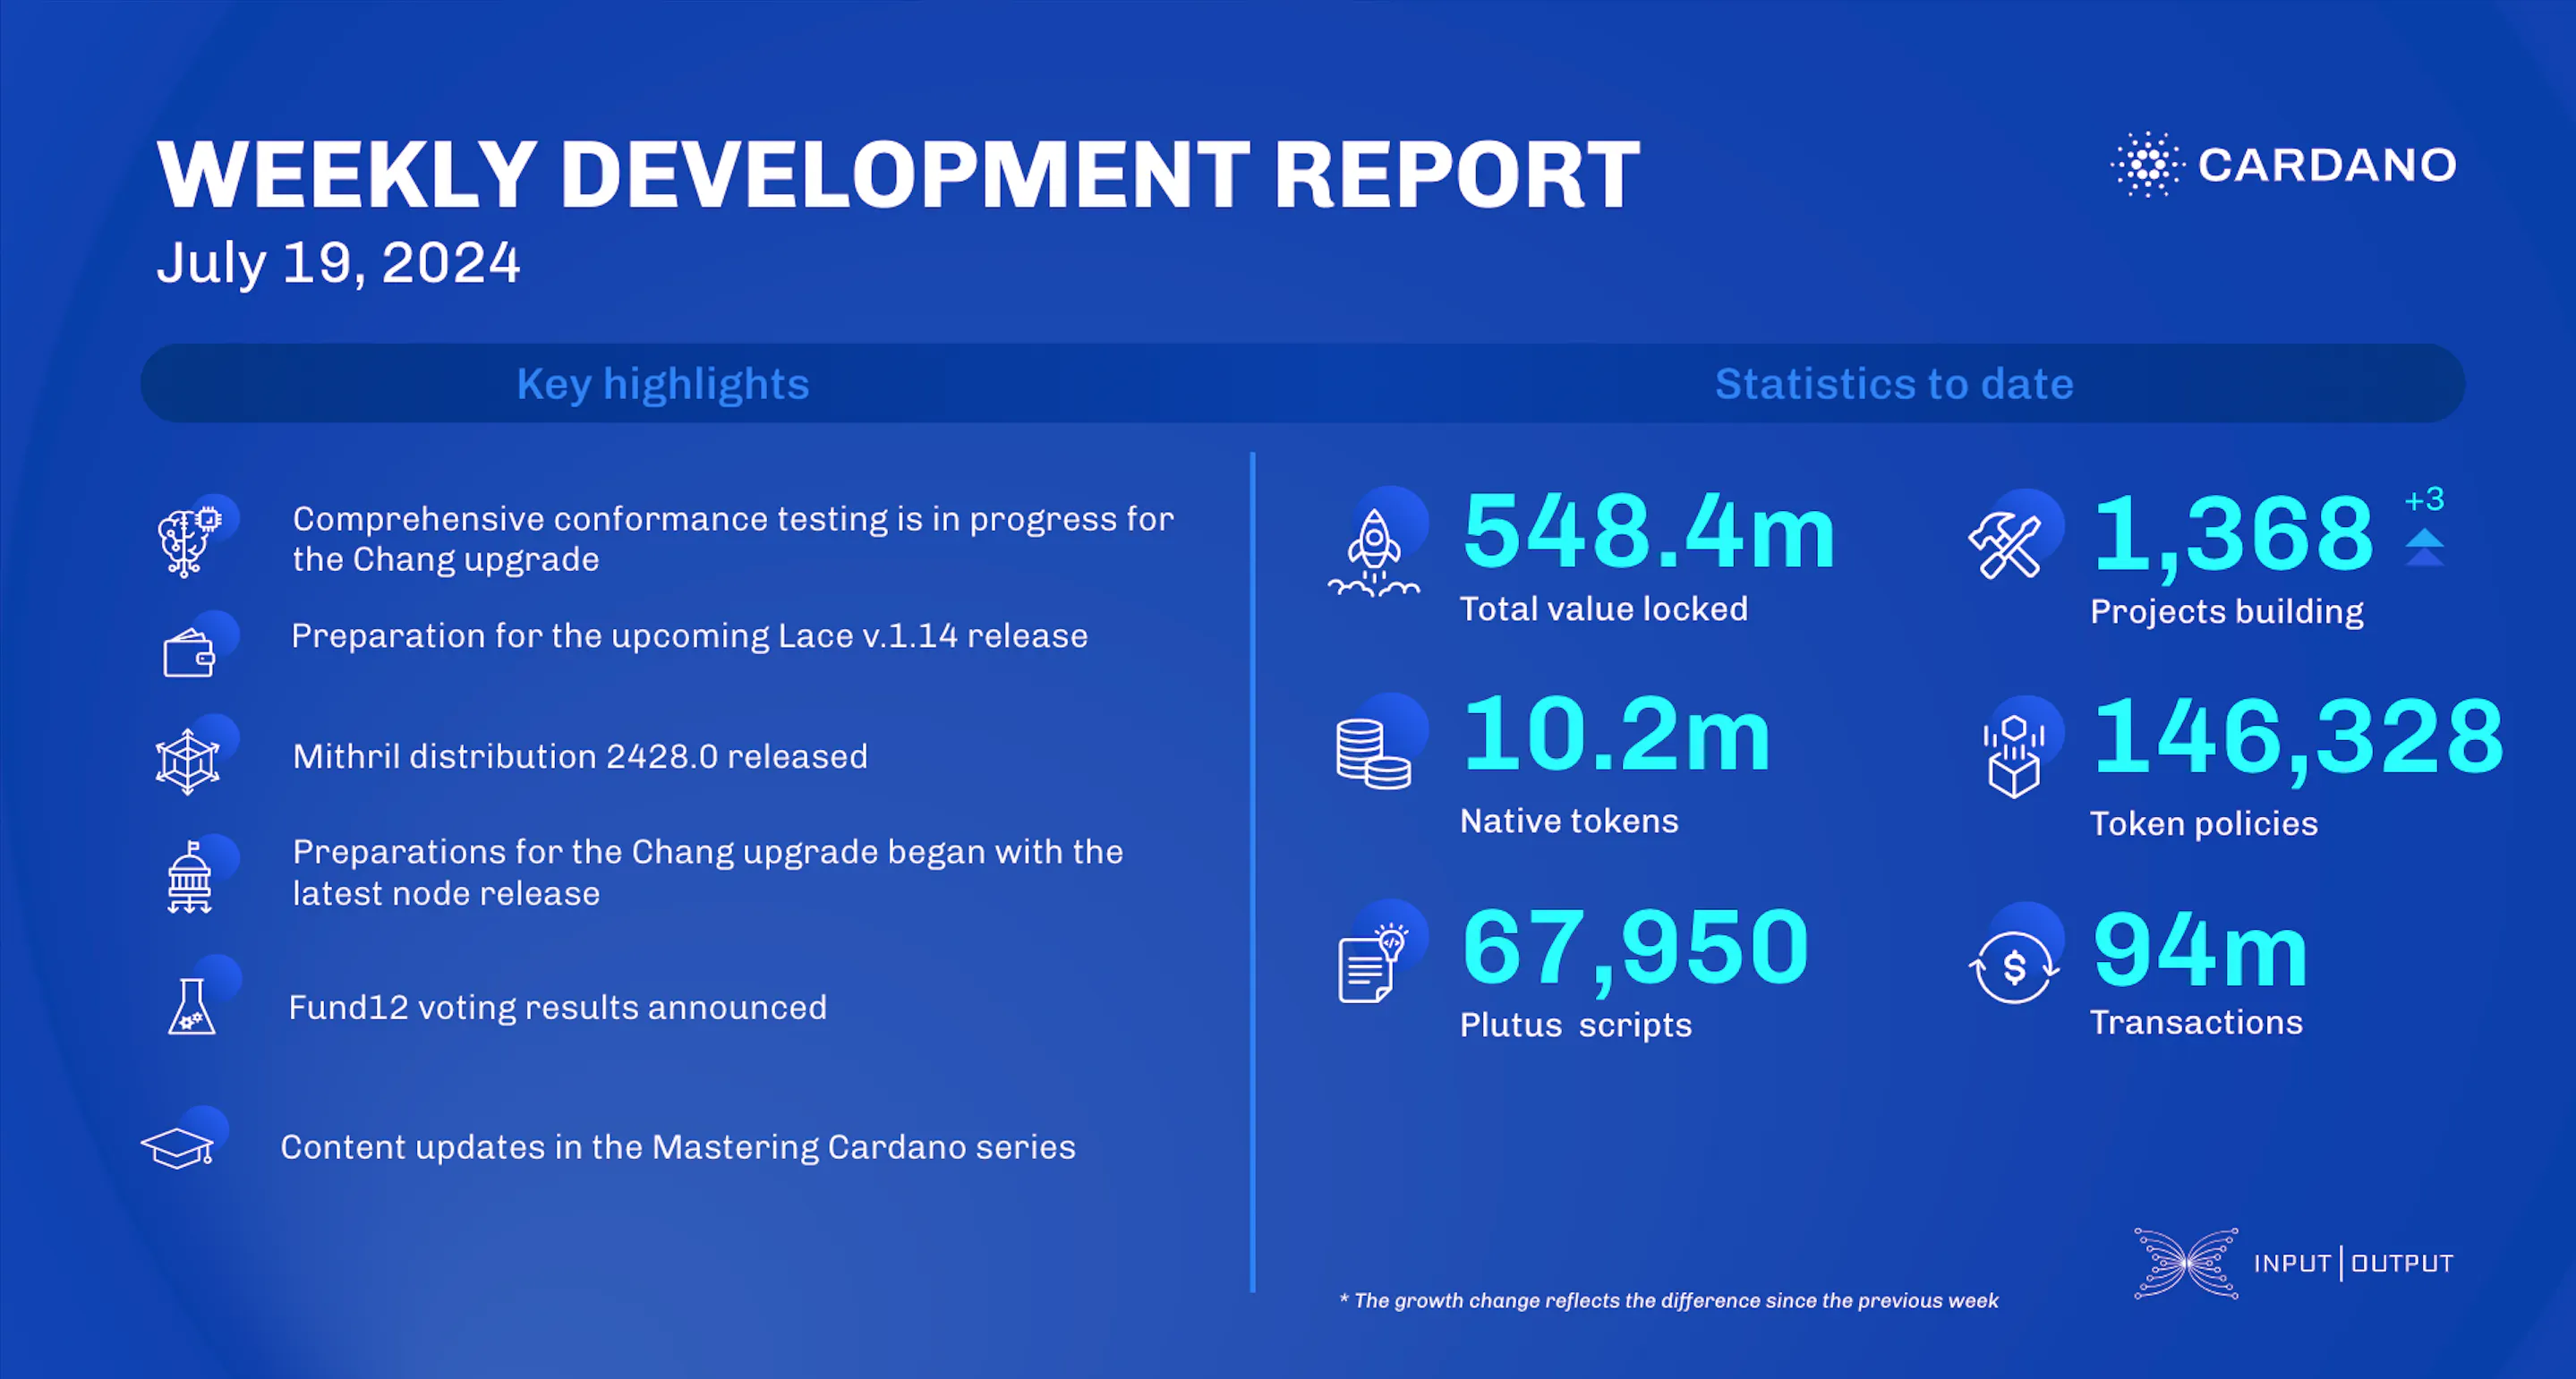 WEEKLY DEVELOPMENT REPORT
July 19, 2024
CARDANO
Key highlights
Comprehensive conformance testing is in progress for
the Chang upgrade
Preparation for the upcoming Lace v.1.14 release
Mithril distribution 2428.0 released
Preparations for the Chang upgrade began with the
latest node release
Fund12 voting results announced
Content updates in the Mastering Cardano series
Statistics to date
548.4m
Total value locked
1,368
+3
Projects building
10.2m
Native tokens
146,328
Token policies
67,950
Plutus scripts
$
94m
Transactions
* The growth change reflects the difference since the previous week
INPUT|OUTPUT